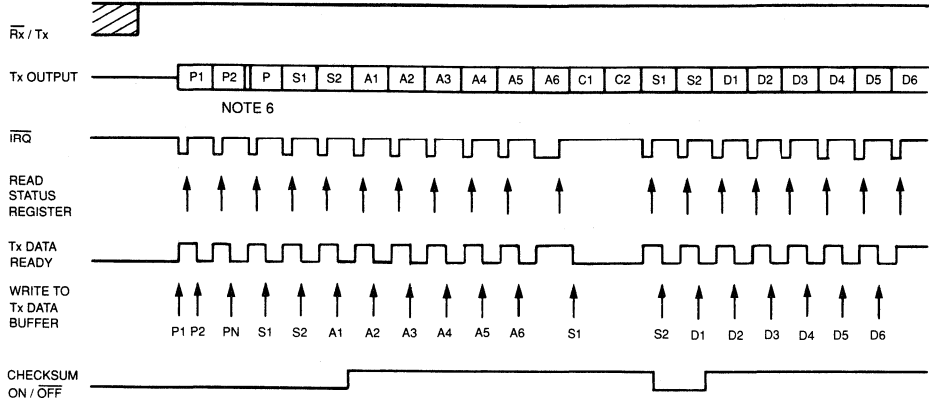 Rx / Tx
Tx OUTPUT P1 P2 P S1 S2 A1 A2 A3 A4 A5 A6 C1 C2 S1 S2 D1 D2 D3 D4 D5 D6
NOTE 6
IRQ
READ
STATUS
REGISTER
Tx DATA
READY
WRITE TO
Tx DATA
BUFFER
P1 P2 PN S1 S2 A1 A2 A3 A4 A5 A6 S1 S2 D1 D2 D3 D4 D5 D6
CHECKSUM
ON / OFF